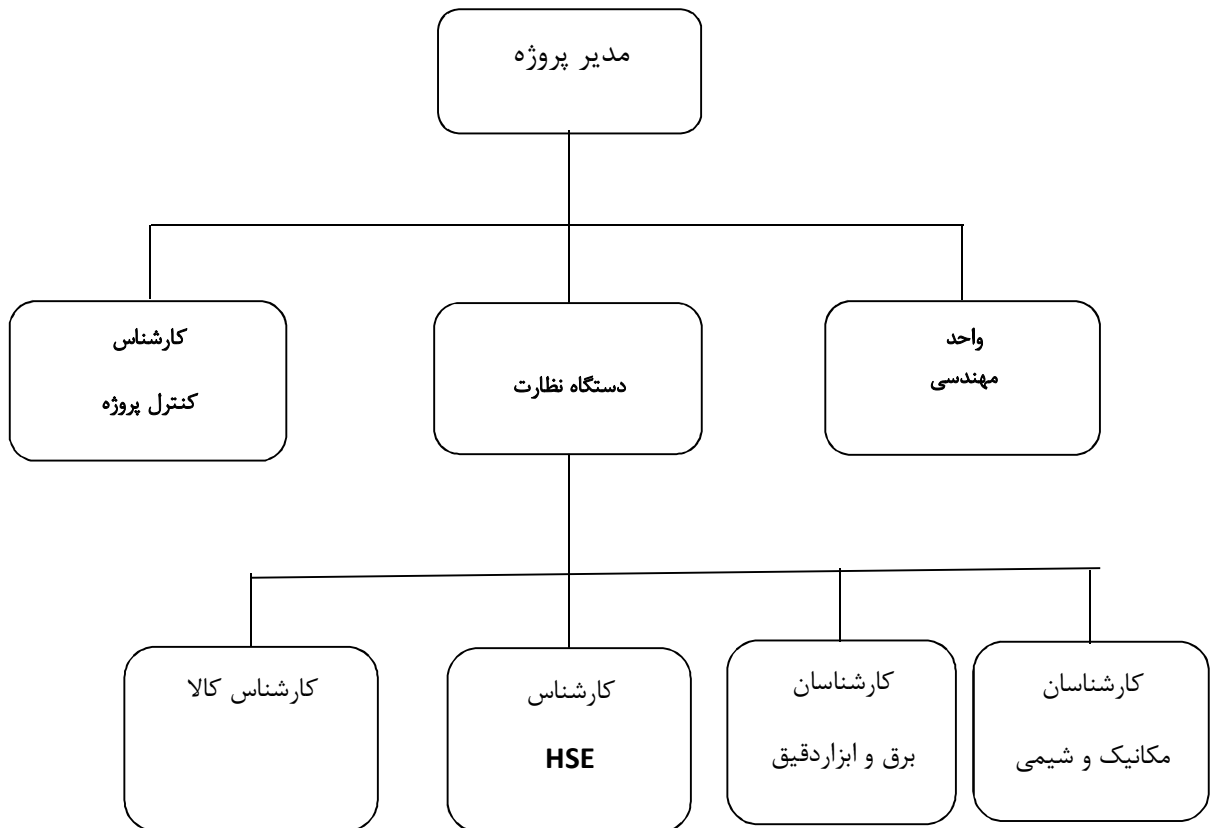 مدیر پروژه
واحد
مهندسی
دستگاه نظارت
کارشناس
کنترل پروژه
کارشناسان
مکانیک و شیمی
کارشناسان
برق و ابزاردقیق
کارشناس
HSE
کارشناس کالا